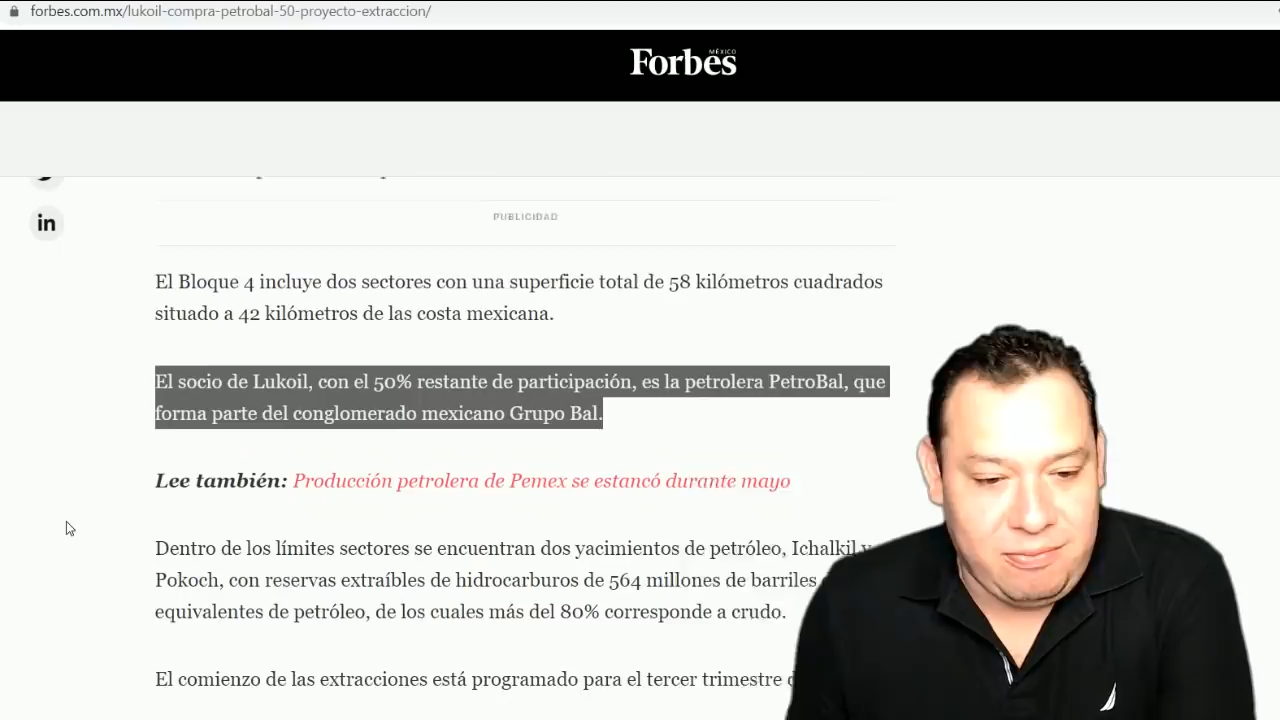 forbes.com.mx/lukoil-compra-petrobal-50-proyecto-extraccion/
MÉXICO
Forbes
in
PUBLICIDAD
El Bloque 4 incluye dos sectores con una superficie total de 58 kilómetros cuadrados
situado a 42 kilómetros de las costa mexicana.
El socio de Lukoil, con el 50% restante de participación, es la petrolera PetroBal, que
forma parte del conglomerado mexicano Grupo Bal.
Lee también: Producción petrolera de Pemex se estancó durante mayo
Dentro de los límites sectores se encuentran dos yacimientos de petróleo, Ichalkil y
Pokoch, con reservas extraíbles de hidrocarburos de 564 millones de barriles
equivalentes de petróleo, de los cuales más del 80% corresponde a crudo.
El comienzo de las extracciones está programado para el tercer trimestre